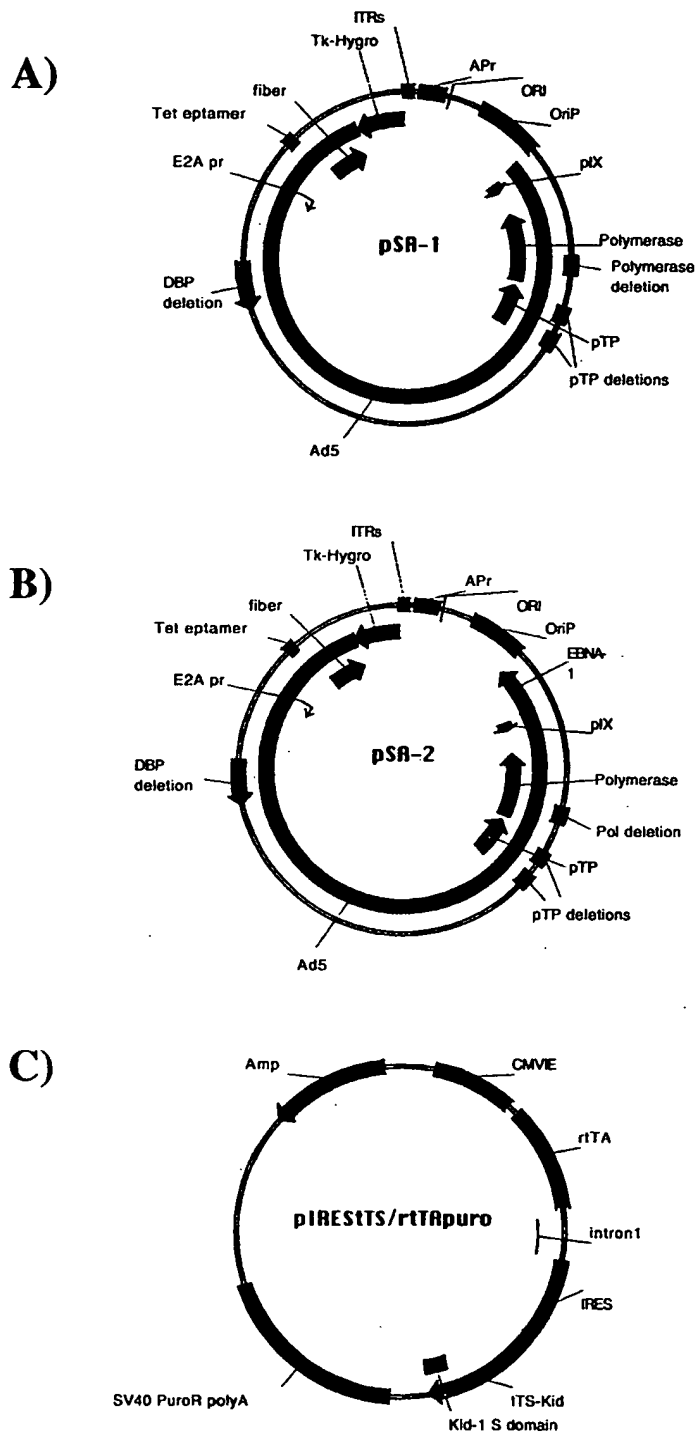 A)
ITRs
Tk-Hygro
APr
fiber
ORI
Tet eptamer
OriP
E2A pr
pIX
pSA-1
Polymerase
DBP
deletion
Polymerase
deletion
pTP
pTP deletions
Ad5
B)
ITRs
Tk-Hygro
APr
fiber
ORI
Tet eptamer
OriP
EBNA-
1
E2A pr
pIX
pSA-2
DBP
deletion
Polymerase
Pol deletion
pTP
pTP deletions
Ad5
C)
Amp
CMVIE
rtTA
pIREStTS/rtTApuro
intron1
IRES
SV40 PuroR polyA
tTS-Kid
Kid-1 S domain